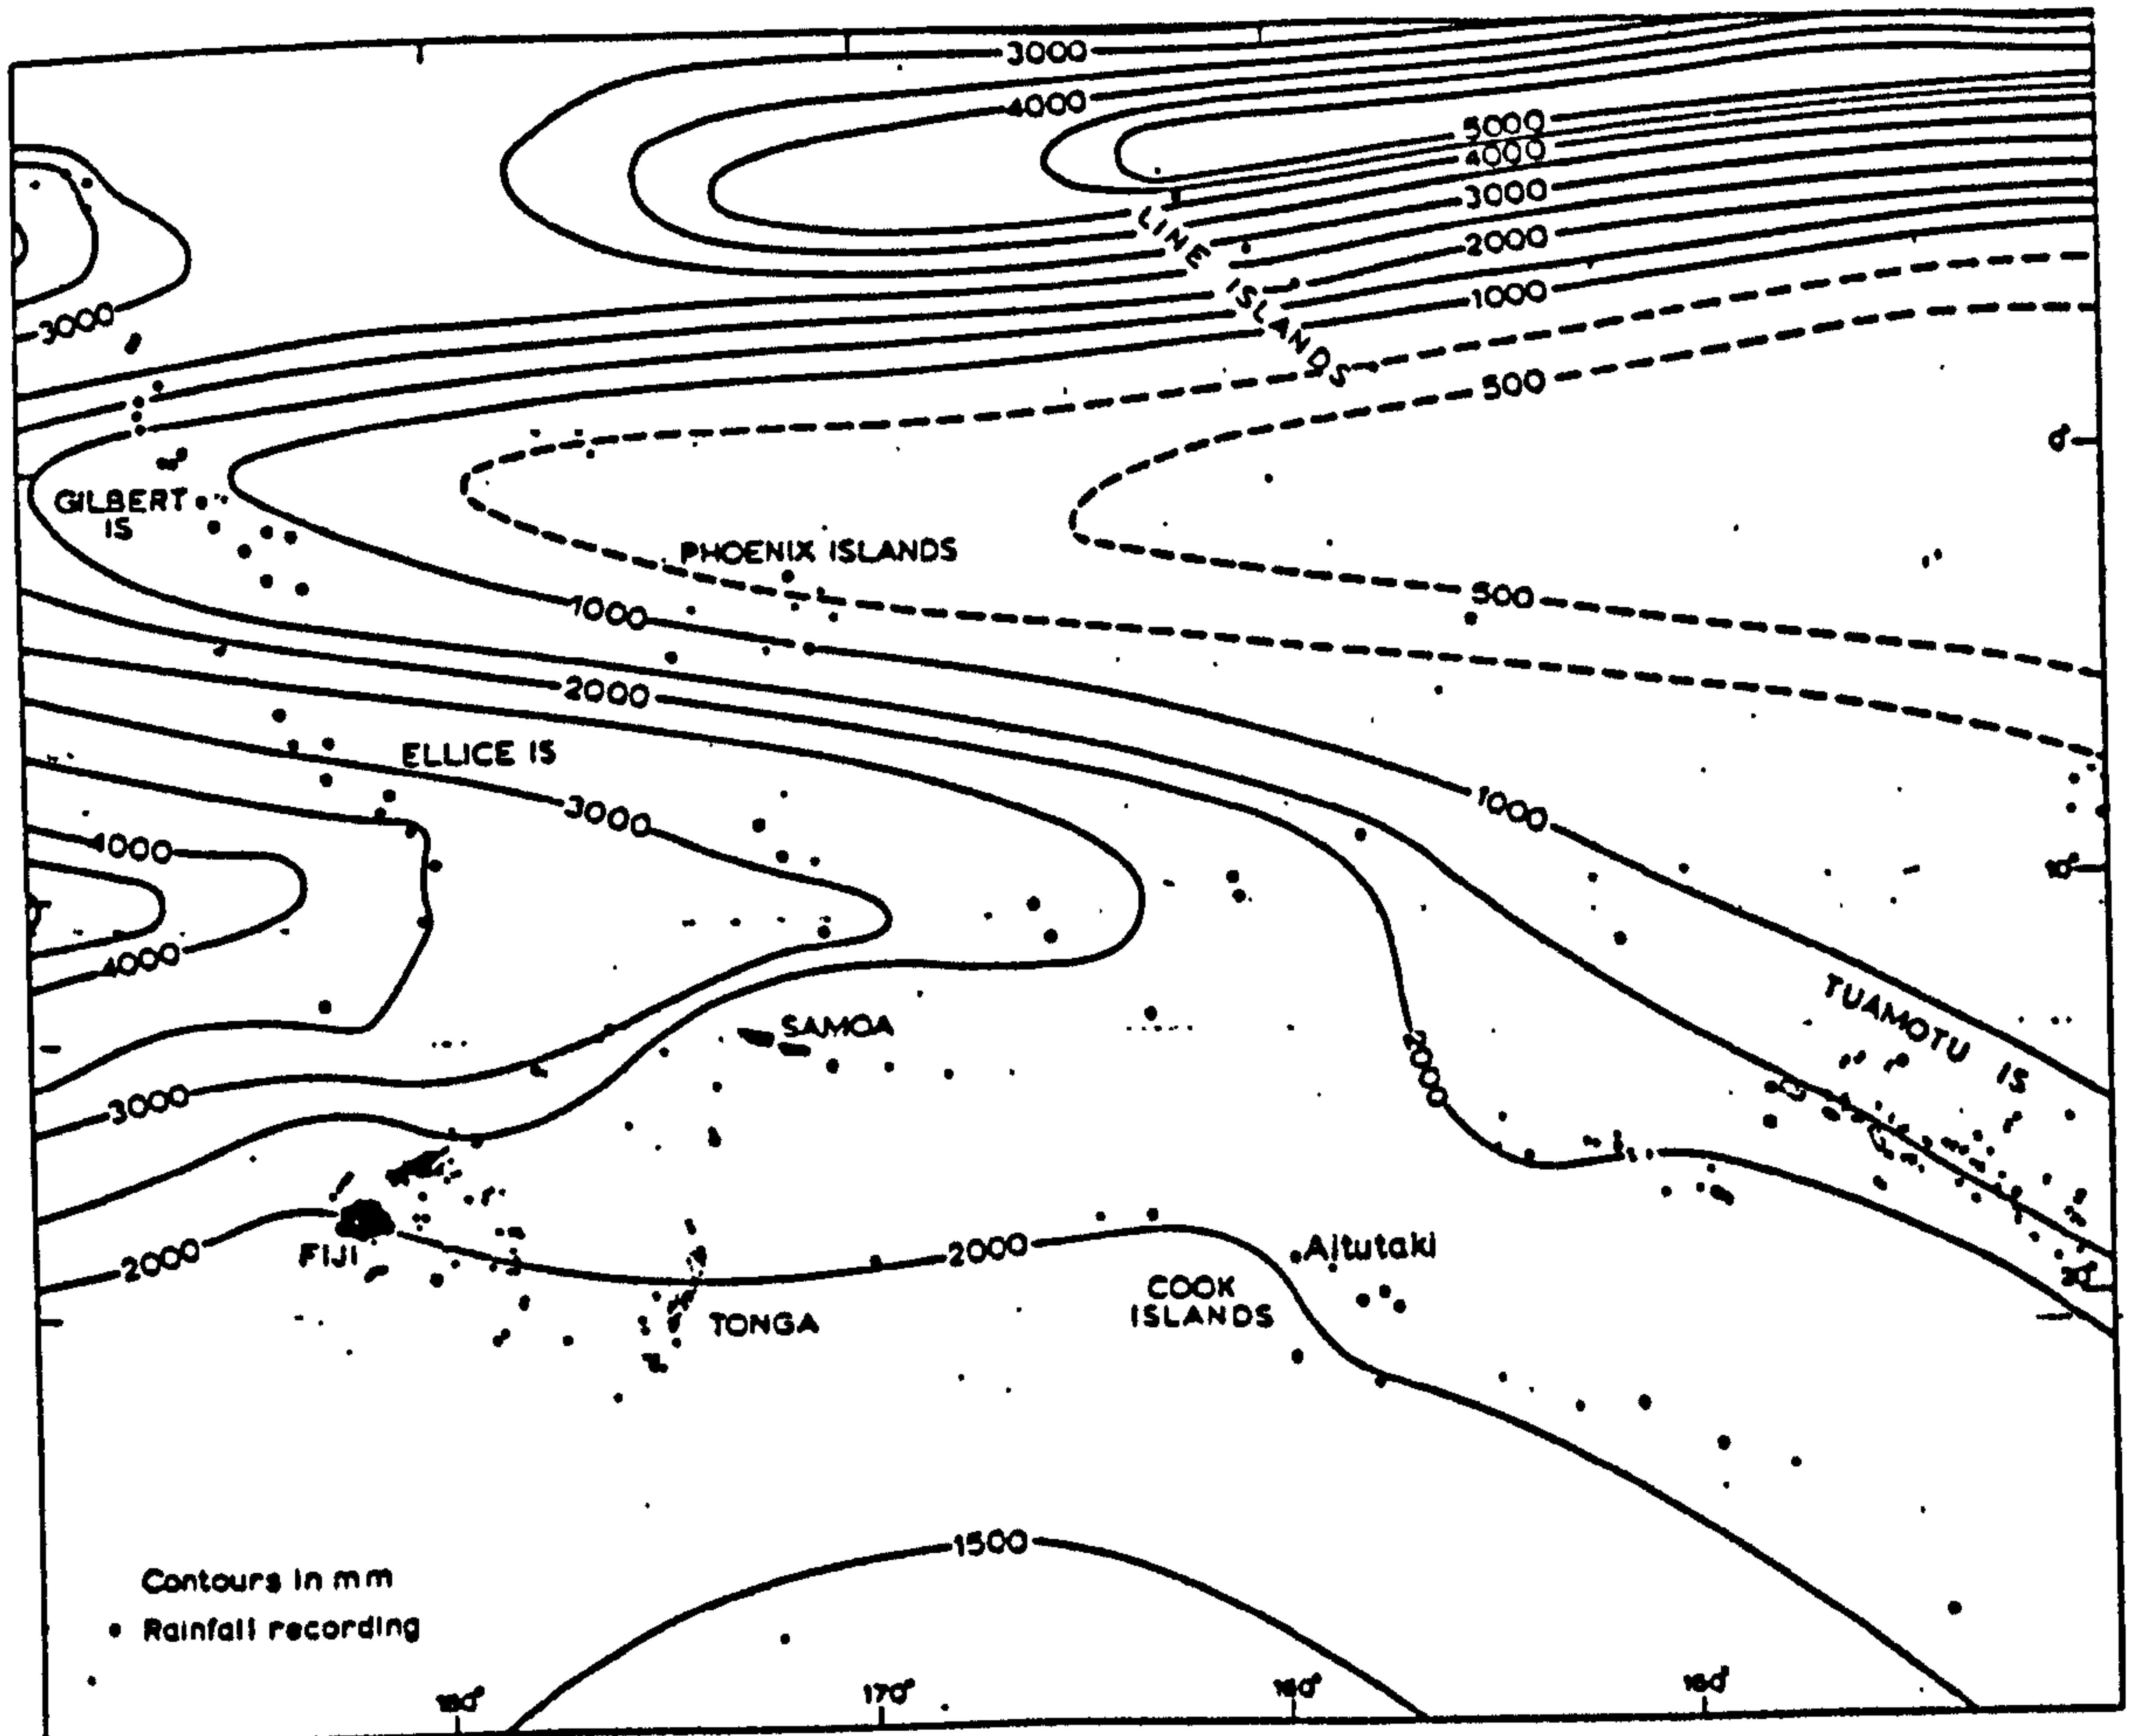 3000
4000
5000
4000
3000
2000
1000
LINE ISLANDS
3000
500
0°
GILBERT
IS
PHOENIX ISLANDS
500
1000
2000
ELLICE IS
3000
1000
4000
10°
4000
TUAMOTU IS
SAMOA
2000
3000
2000
FIJI
2000
Aitutaki
COOK
ISLANDS
20°
TONGA
1500
Contours in mm
Rainfall recording
180°
170°
160°